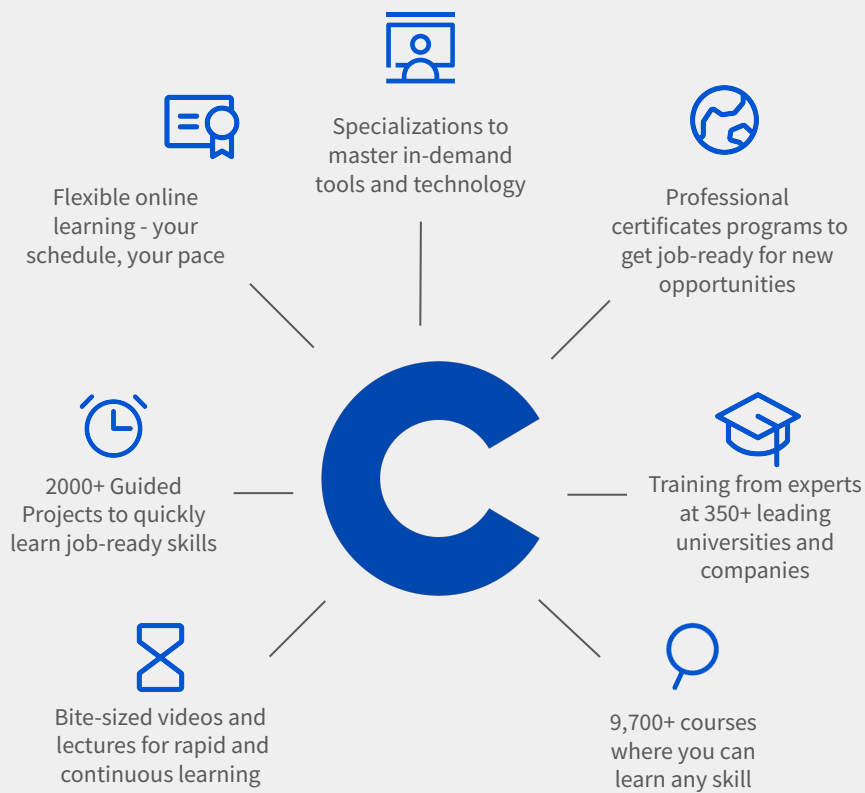 Specializations to
master in-demand
tools and technology
Flexible online
learning - your
schedule, your pace
Professional
certificates programs to
get job-ready for new
opportunities
2000+ Guided
Projects to quickly
learn job-ready skills
Training from experts
at 350+ leading
universities and
companies
Bite-sized videos and
lectures for rapid and
continuous learning
9,700+ courses
where you can
learn any skill
C